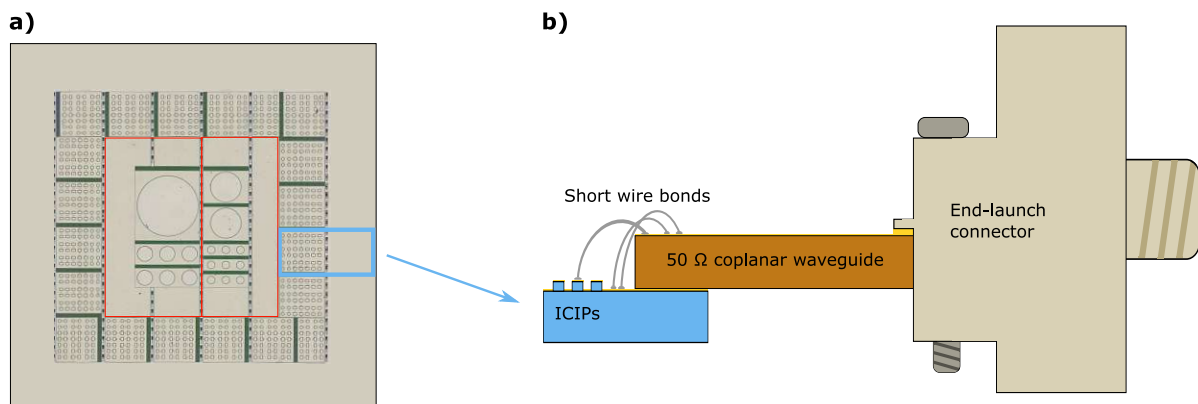 a)
b)
Short wire bonds
End-launch
connector
50 Ω coplanar waveguide
ICIPs